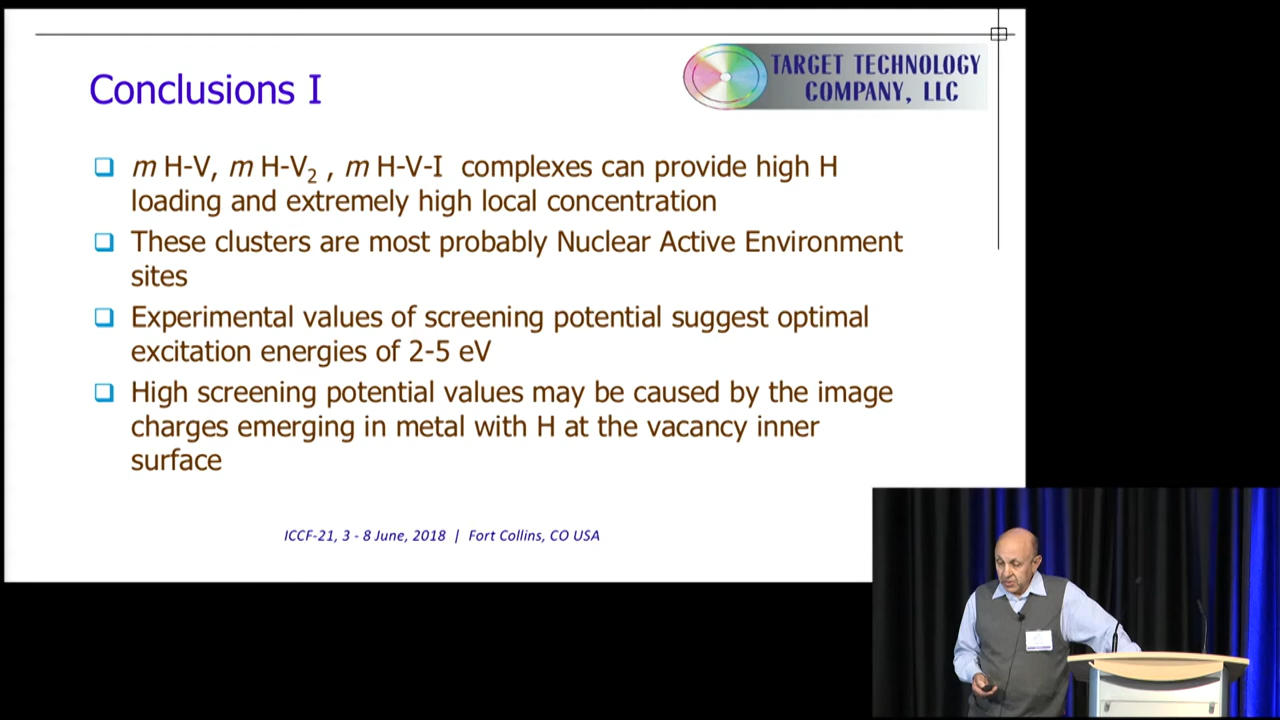 Conclusions I
TARGET TECHNOLOGY
COMPANY, LLC
❑ m H-V, m H-V₂ , m H-V-I complexes can provide high H
loading and extremely high local concentration
❑ These clusters are most probably Nuclear Active Environment
sites
❑ Experimental values of screening potential suggest optimal
excitation energies of 2-5 eV
❑ High screening potential values may be caused by the image
charges emerging in metal with H at the vacancy inner
surface
ICCF-21, 3 - 8 June, 2018 | Fort Collins, CO USA